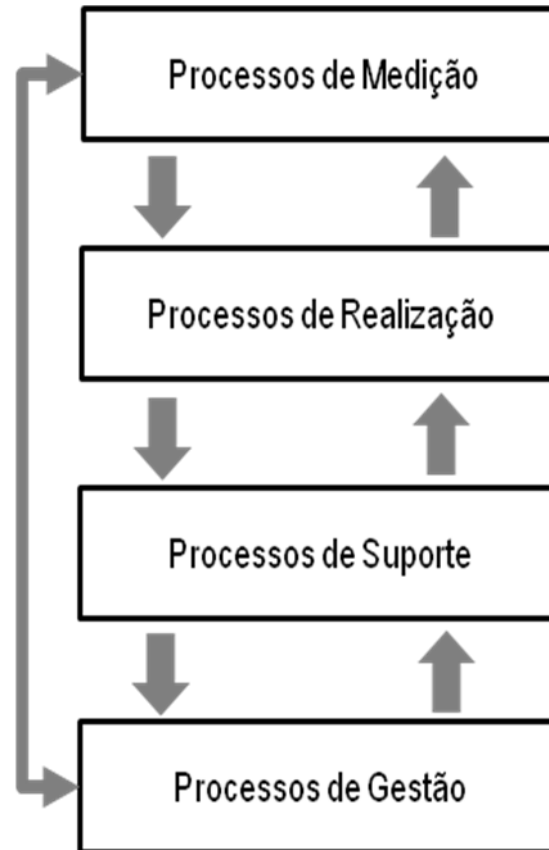 Processos de Medição
Processos de Realização
Processos de Suporte
Processos de Gestão